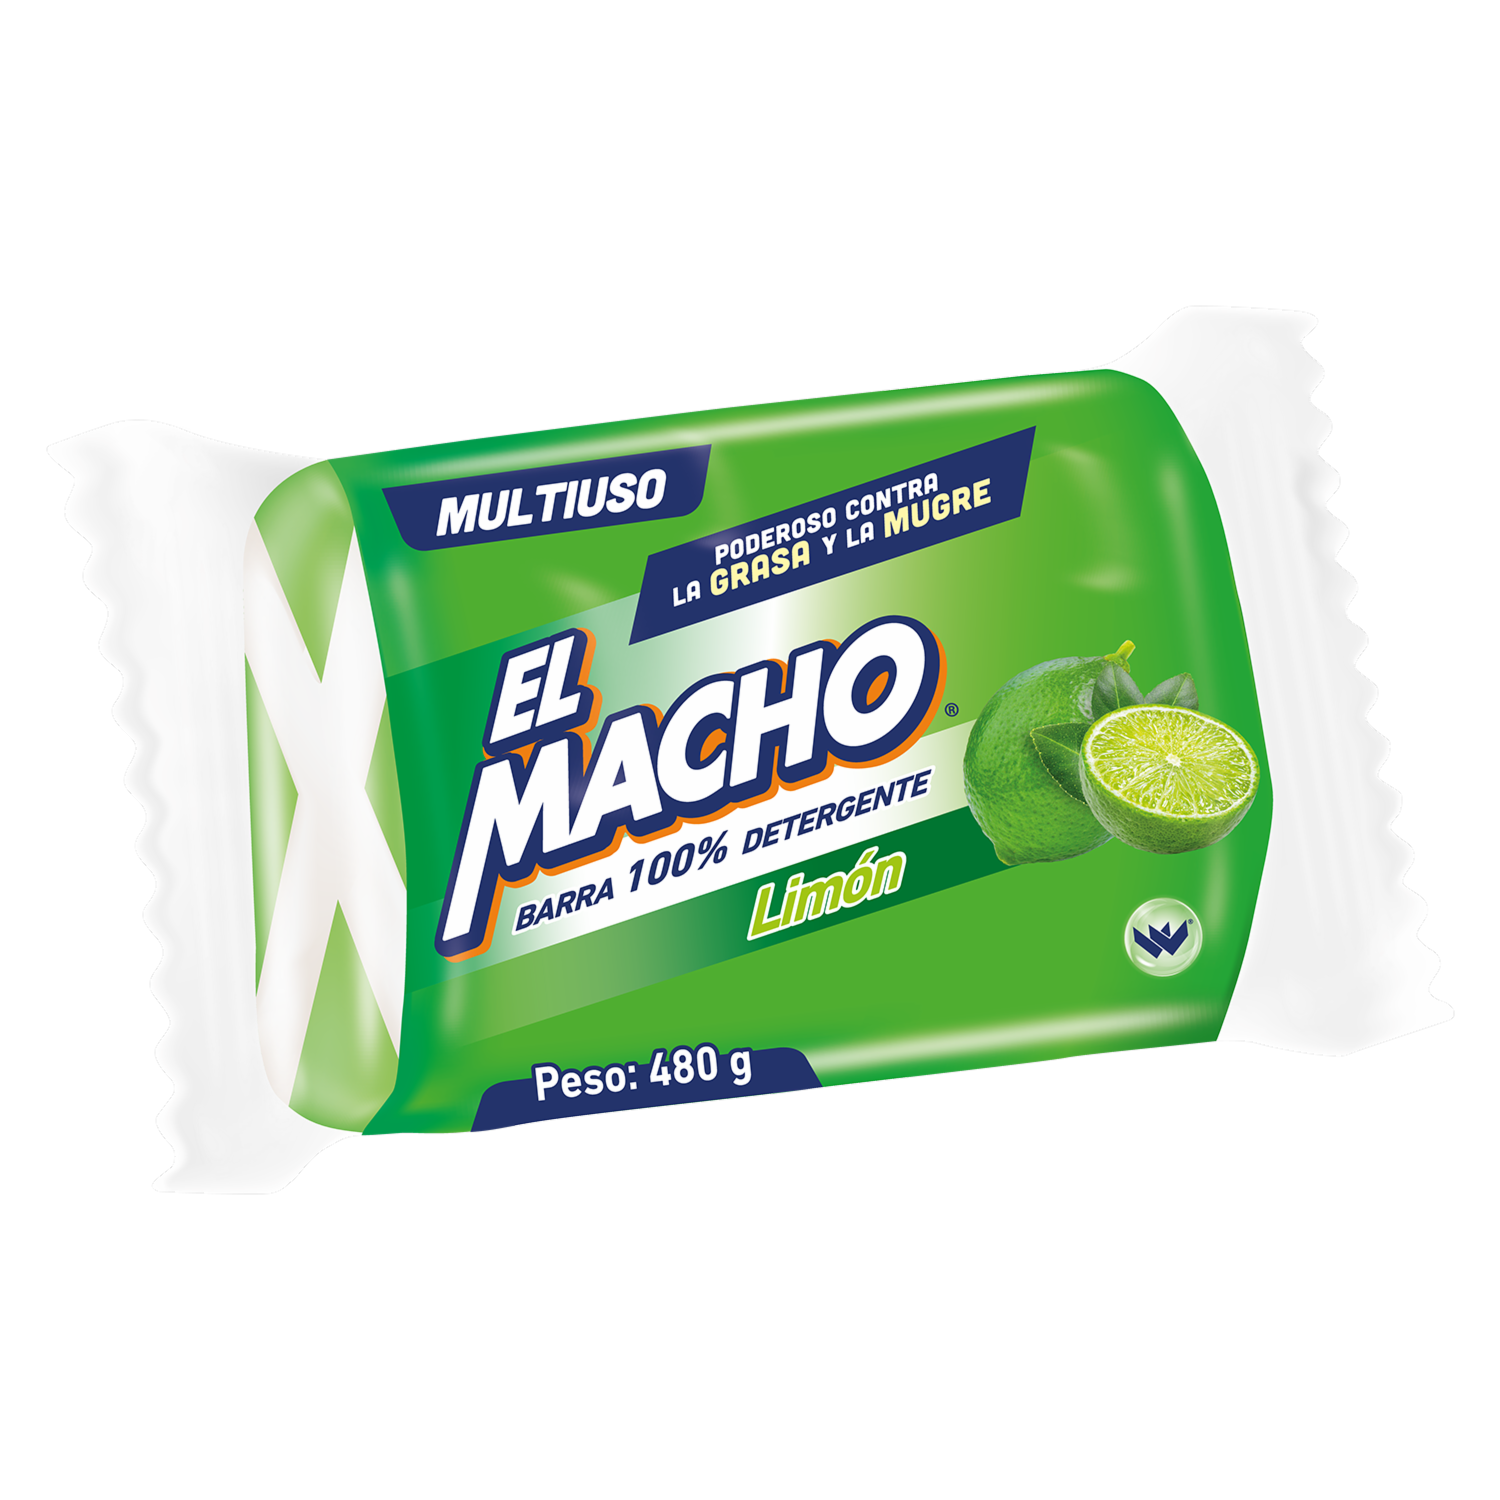 MULTIUSO
PODEROSO CONTRA
LA GRASA Y LA MUGRE
EL
MACHO®
BARRA 100% DETERGENTE
Limón
Peso: 480 g